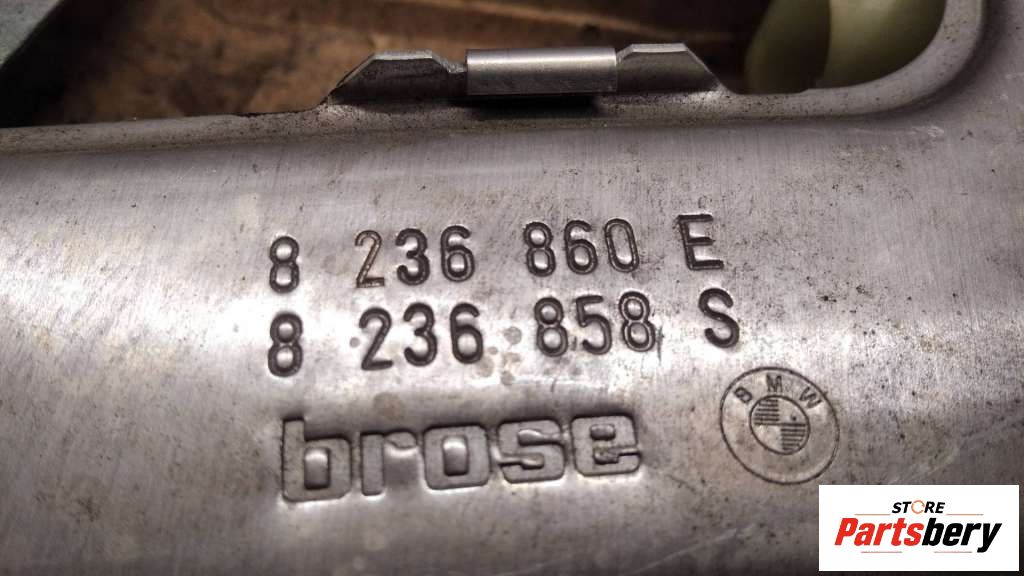 8 236 860 E
8 236 858 S
brose
BMW
STORE
Partsbery